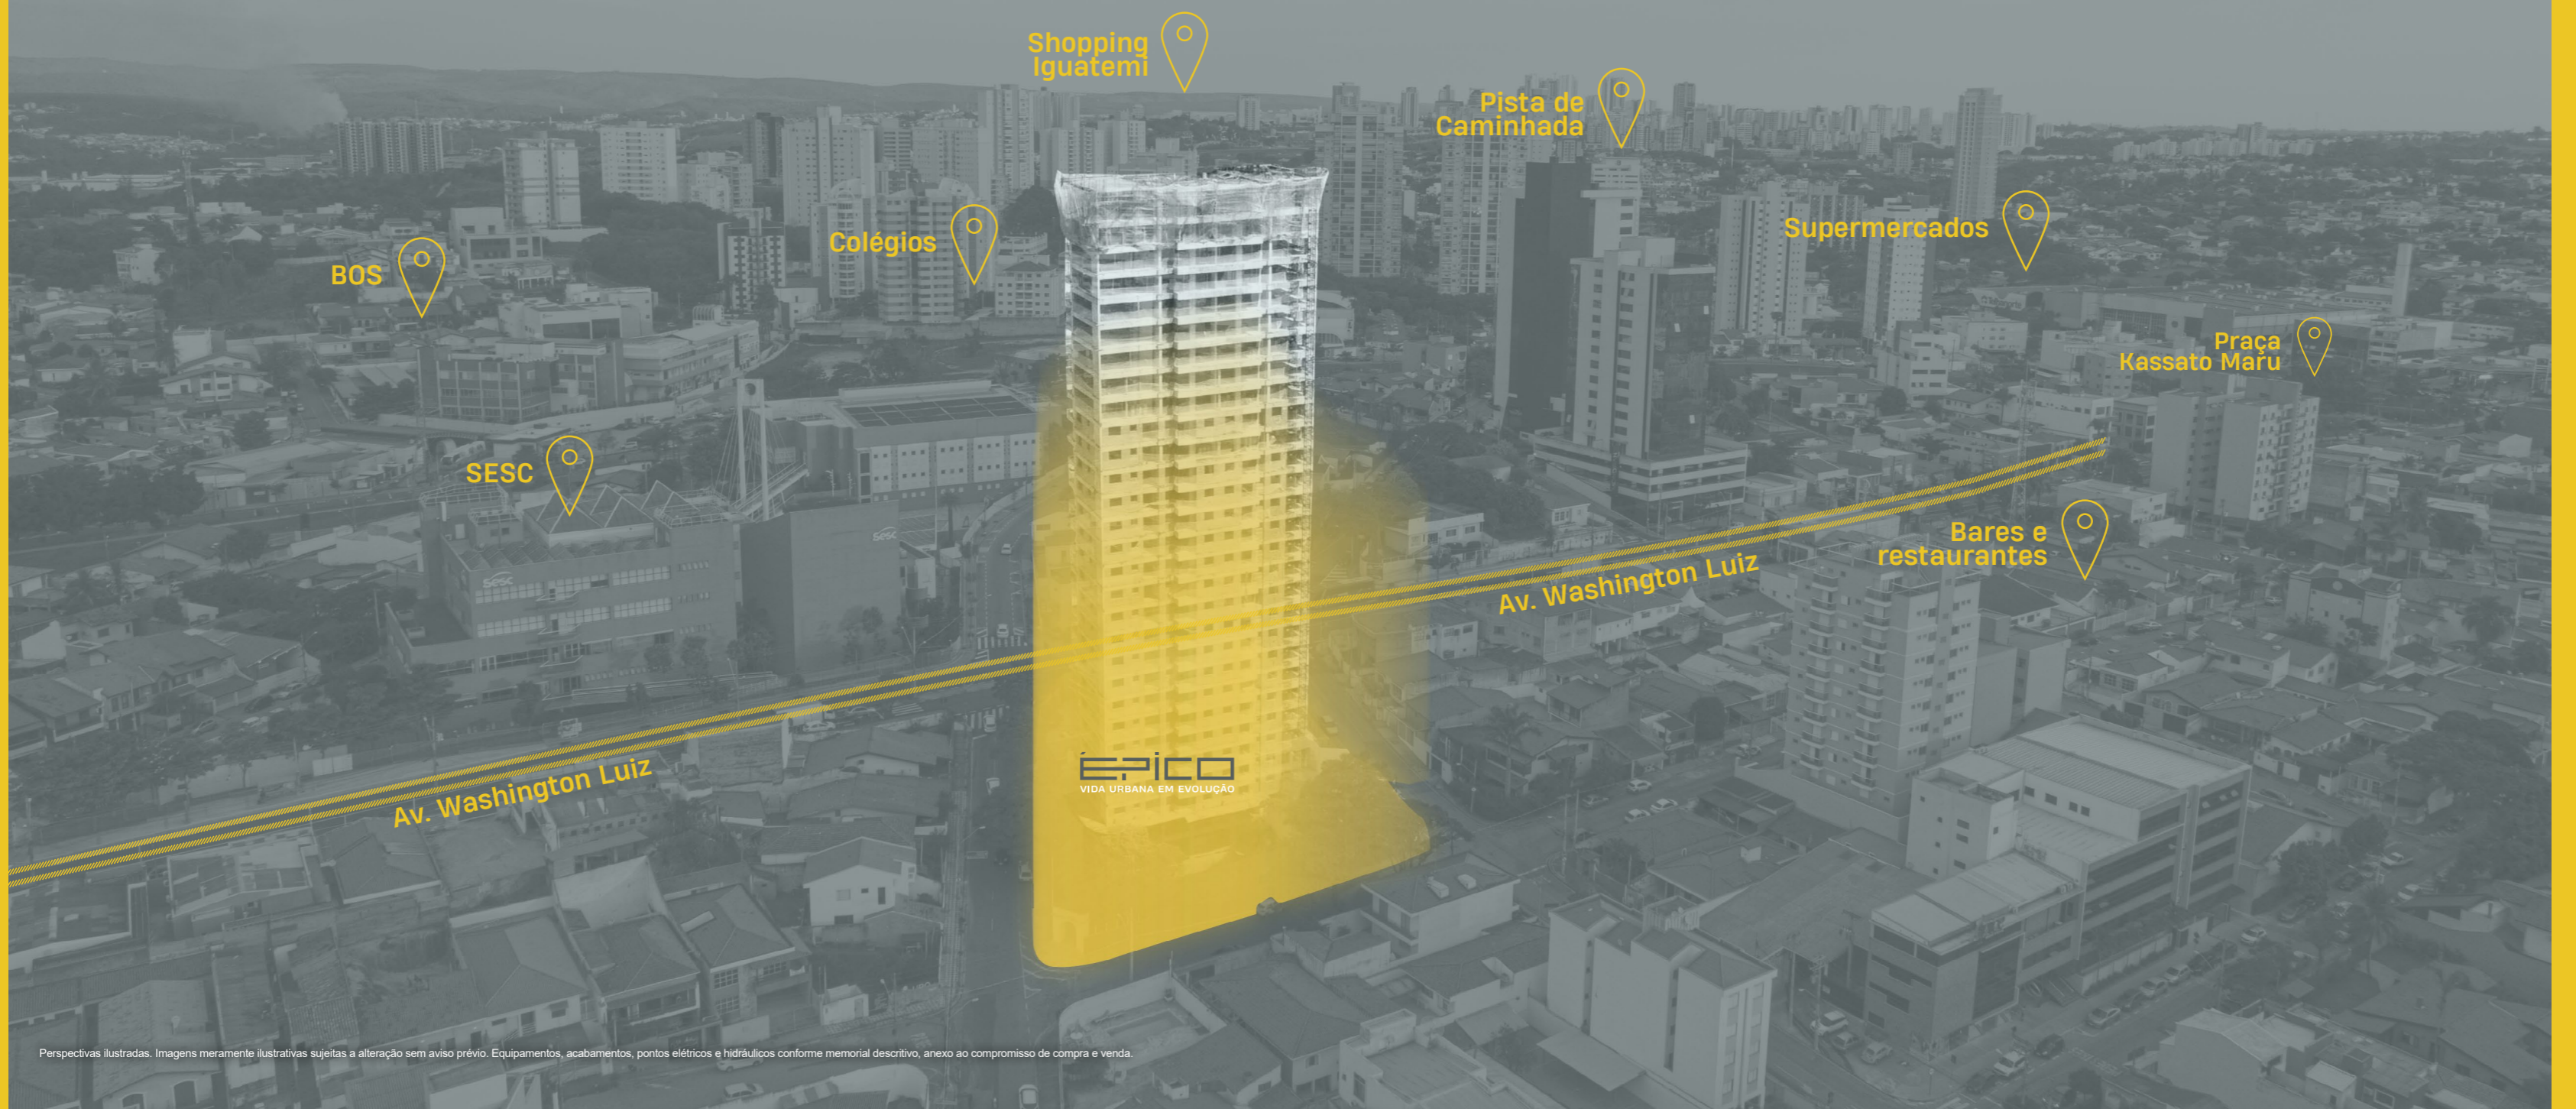 Shopping
Iguatemi
Pista de
Caminhada
Colégios
Supermercados
BOS
Praça
Kassato Maru
SESC
sesc
sesc
Bares e
restaurantes
Av. Washington Luiz
Av. Washington Luiz
ÉPICO
VIDA URBANA EM EVOLUÇÃO
Perspectivas ilustradas. Imagens meramente ilustrativas sujeitas a alteração sem aviso prévio. Equipamentos, acabamentos, pontos elétricos e hidráulicos conforme memorial descritivo, anexo ao compromisso de compra e venda.